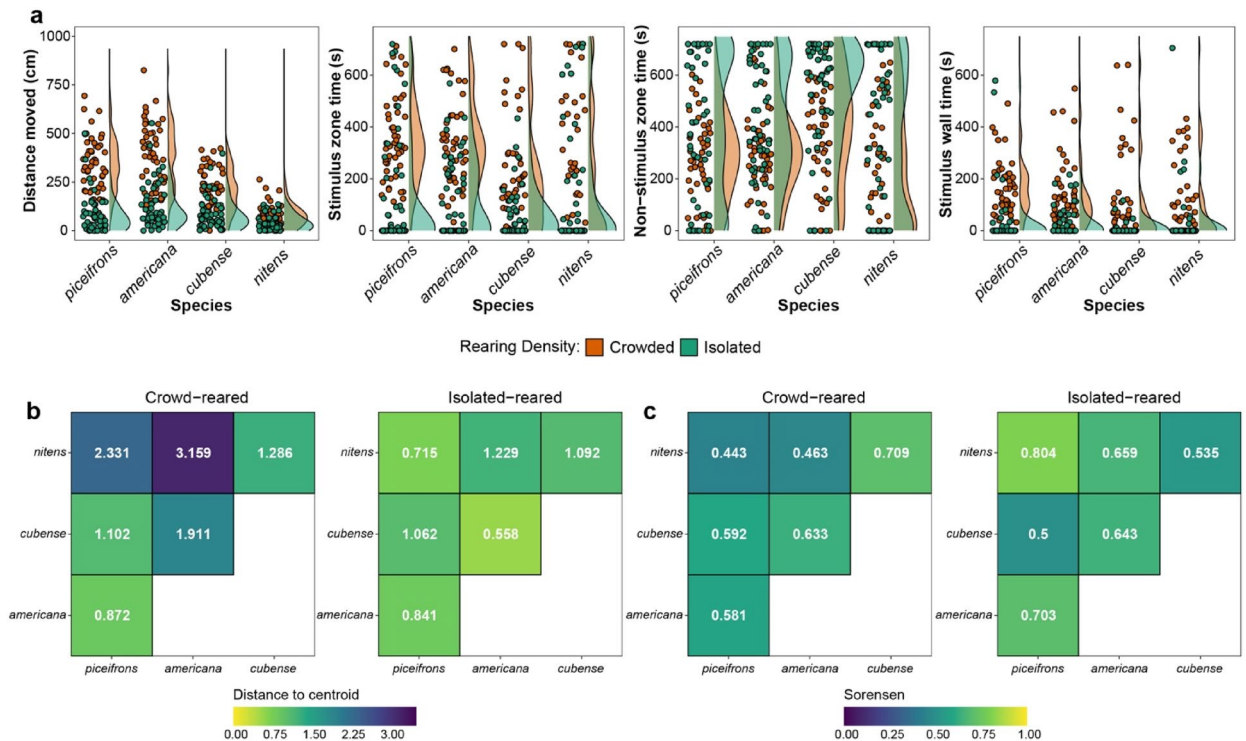 a
Distance moved (cm)
1000
750
500
250
0
piceifrons
americana
cubense
nitens
Species
Stimulus zone time (s)
600
400
200
0
piceifrons
americana
cubense
nitens
Species
Non-stimulus zone time (s)
600
400
200
0
piceifrons
americana
cubense
nitens
Species
Stimulus wall time (s)
600
400
200
0
piceifrons
americana
cubense
nitens
Species
Rearing Density: Crowded Isolated
b
Crowd-reared
nitens 2.331 3.159 1.286
cubense 1.102 1.911
americana 0.872
piceifrons americana cubense
Isolated-reared
nitens 0.715 1.229 1.092
cubense 1.062 0.558
americana 0.841
piceifrons americana cubense
Distance to centroid
0.00 0.75 1.50 2.25 3.00
c
Crowd-reared
nitens 0.443 0.463 0.709
cubense 0.592 0.633
americana 0.581
piceifrons americana cubense
Isolated-reared
nitens 0.804 0.659 0.535
cubense 0.5 0.643
americana 0.703
piceifrons americana cubense
Sorensen
0.00 0.25 0.50 0.75 1.00